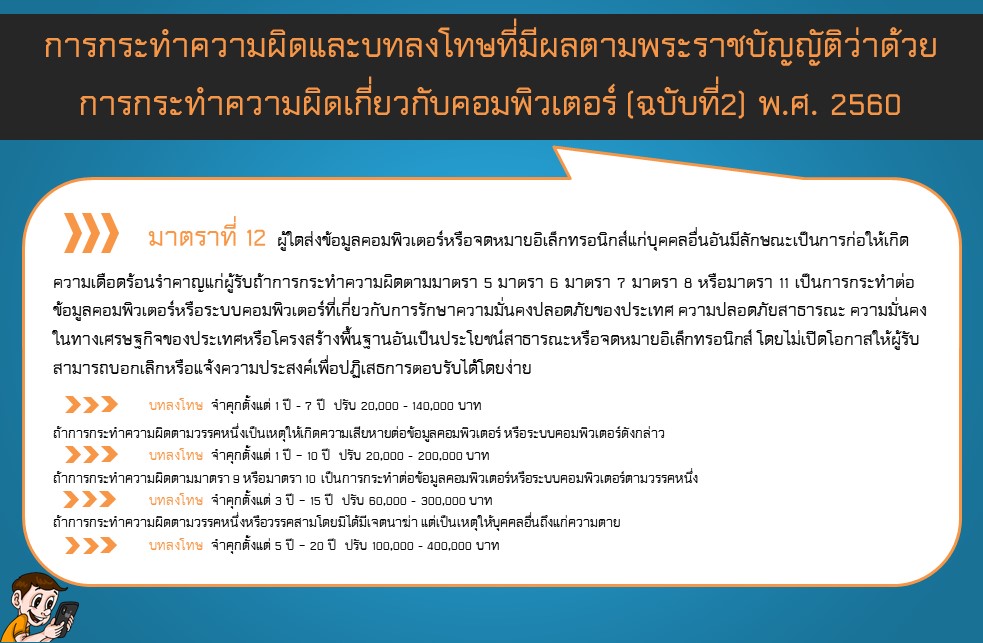 การกระทำความผิดและบทลงโทษที่มีผลตามพระราชบัญญัติว่าด้วย
การกระทำความผิดเกี่ยวกับคอมพิวเตอร์ (ฉบับที่2) พ.ศ. 2560
มาตราที่ 12 ผู้ใดส่งข้อมูลคอมพิวเตอร์หรือจดหมายอิเล็กทรอนิกส์แก่บุคคลอื่นอันมีลักษณะเป็นการก่อให้เกิด
ความเดือดร้อนรำคาญแก่ผู้รับถ้าการกระทำความผิดตามมาตรา 5 มาตรา 6 มาตรา 7 มาตรา 8 หรือมาตรา 11 เป็นการกระทำต่อ
ข้อมูลคอมพิวเตอร์หรือระบบคอมพิวเตอร์ที่เกี่ยวกับการรักษาความมั่นคงปลอดภัยของประเทศ ความปลอดภัยสาธารณะ ความมั่นคง
ในทางเศรษฐกิจของประเทศหรือโครงสร้างพื้นฐานอันเป็นประโยชน์สาธารณะหรือจดหมายอิเล็กทรอนิกส์ โดยไม่เปิดโอกาสให้ผู้รับ
สามารถบอกเลิกหรือแจ้งความประสงค์เพื่อปฏิเสธการตอบรับได้โดยง่าย
บทลงโทษ จำคุกตั้งแต่ 1 ปี - 7 ปี ปรับ 20,000 - 140,000 บาท
ถ้าการกระทำความผิดตามวรรคหนึ่งเป็นเหตุให้เกิดความเสียหายต่อข้อมูลคอมพิวเตอร์ หรือระบบคอมพิวเตอร์ดังกล่าว
บทลงโทษ จำคุกตั้งแต่ 1 ปี – 10 ปี ปรับ 20,000 - 200,000 บาท
ถ้าการกระทำความผิดตามมาตรา 9 หรือมาตรา 10 เป็นการกระทำต่อข้อมูลคอมพิวเตอร์หรือระบบคอมพิวเตอร์ตามวรรคหนึ่ง
บทลงโทษ จำคุกตั้งแต่ 3 ปี – 15 ปี ปรับ 60,000 - 300,000 บาท
ถ้าการกระทำความผิดตามวรรคหนึ่งหรือวรรคสามโดยมิได้มีเจตนาฆ่า แต่เป็นเหตุให้บุคคลอื่นถึงแก่ความตาย
บทลงโทษ จำคุกตั้งแต่ 5 ปี – 20 ปี ปรับ 100,000 - 400,000 บาท